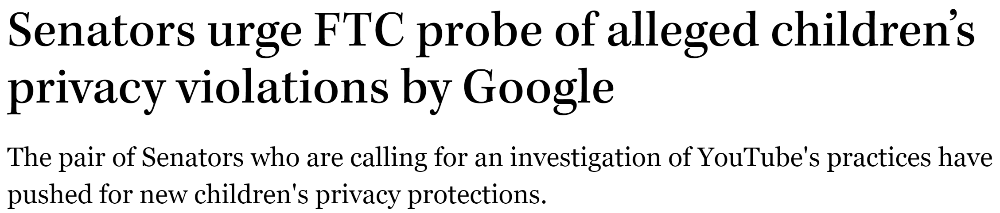 Senators urge FTC probe of alleged children’s
privacy violations by Google
The pair of Senators who are calling for an investigation of YouTube's practices have
pushed for new children's privacy protections.